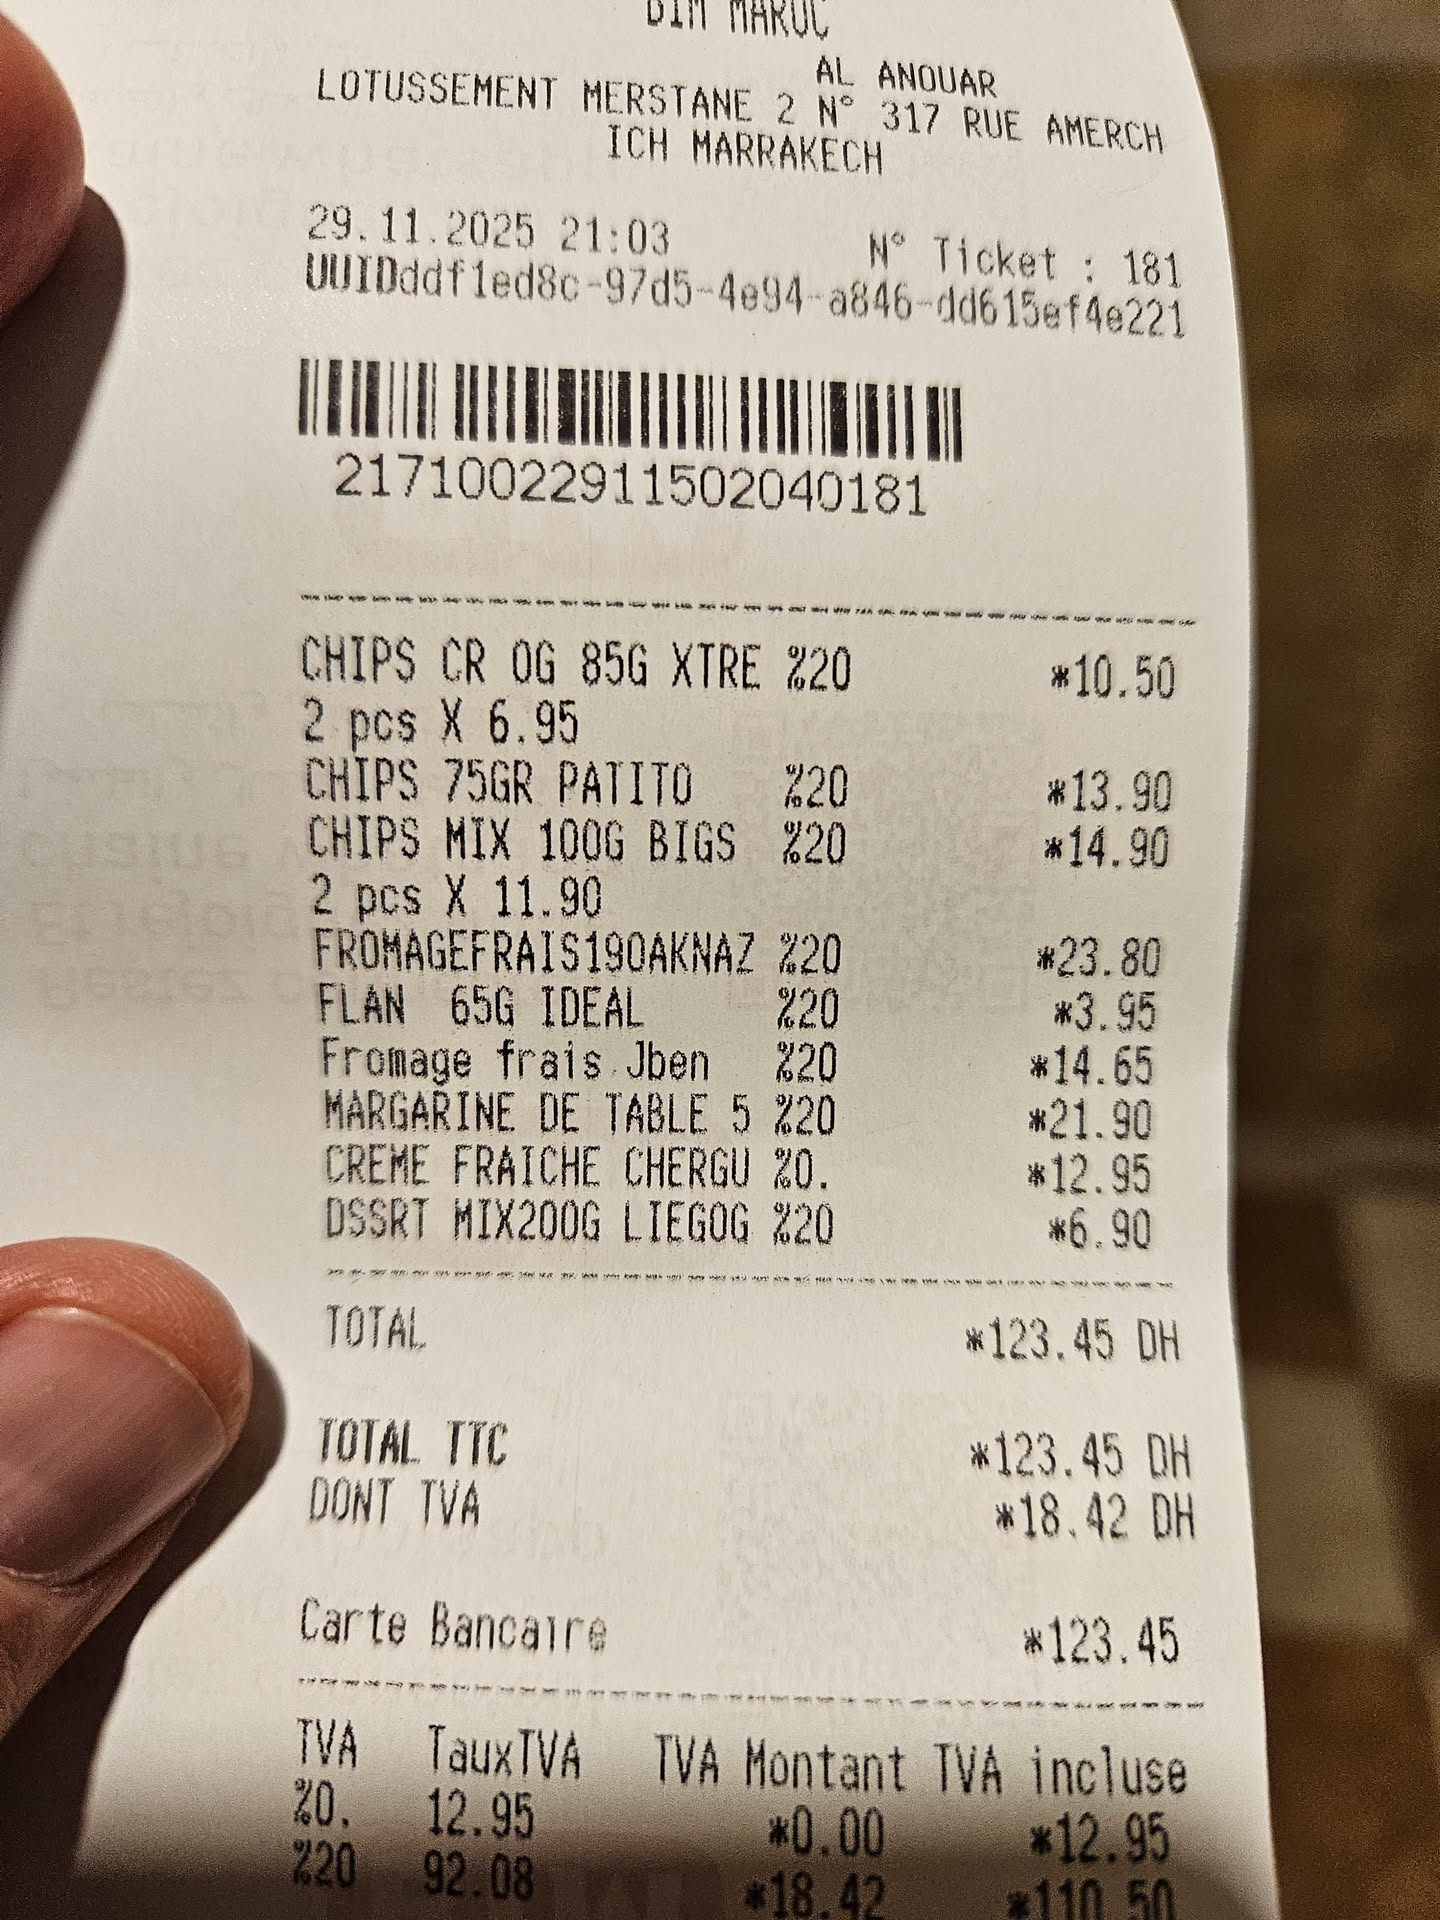 BIM MAROC
AL ANOUAR
LOTUSSEMENT MERSTANE 2 N° 317 RUE AMERCH
ICH MARRAKECH
29.11.2025 21:03 N° Ticket : 181
UUIDddf1ed8c-97d5-4e94-a846-dd615ef4e221
21710022911502040181
CHIPS CR OG 85G XTRE %20 *10.50
2 pcs X 6.95
CHIPS 75GR PATITO %20 *13.90
CHIPS MIX 100G BIGS %20 *14.90
2 pcs X 11.90
FROMAGEFRAIS190AKNAZ %20 *23.80
FLAN 65G IDEAL %20 *3.95
Fromage frais Jben %20 *14.65
MARGARINE DE TABLE 5 %20 *21.90
CREME FRAICHE CHERGU %0. *12.95
DSSRT MIX200G LIEGOG %20 *6.90
TOTAL *123.45 DH
TOTAL TTC *123.45 DH
DONT TVA *18.42 DH
Carte Bancaire *123.45
TVA TauxTVA TVA Montant TVA incluse
%0. 12.95 *0.00 *12.95
%20 92.08 *18.42 *110.50